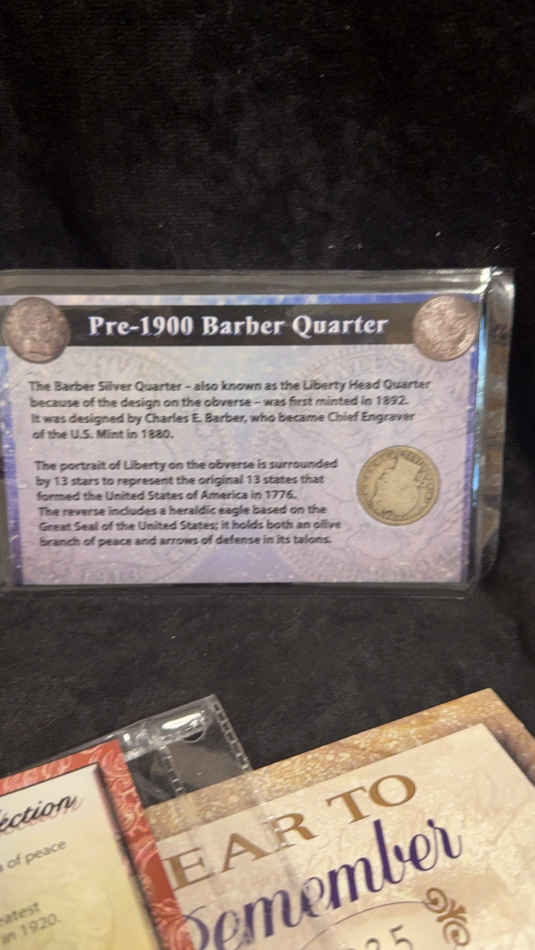 Pre-1900 Barber Quarter
The Barber Silver Quarter – also known as the Liberty Head Quarter
because of the design on the obverse – was first minted in 1892.
It was designed by Charles E. Barber, who became Chief Engraver
of the U.S. Mint in 1880.
The portrait of Liberty on the obverse is surrounded
by 13 stars to represent the original 13 states that
formed the United States of America in 1776.
The reverse includes a heraldic eagle based on the
Great Seal of the United States; it holds both an olive
branch of peace and arrows of defense in its talons.
ection
of peace
eatest
in 1920.
EAR TO
Remember